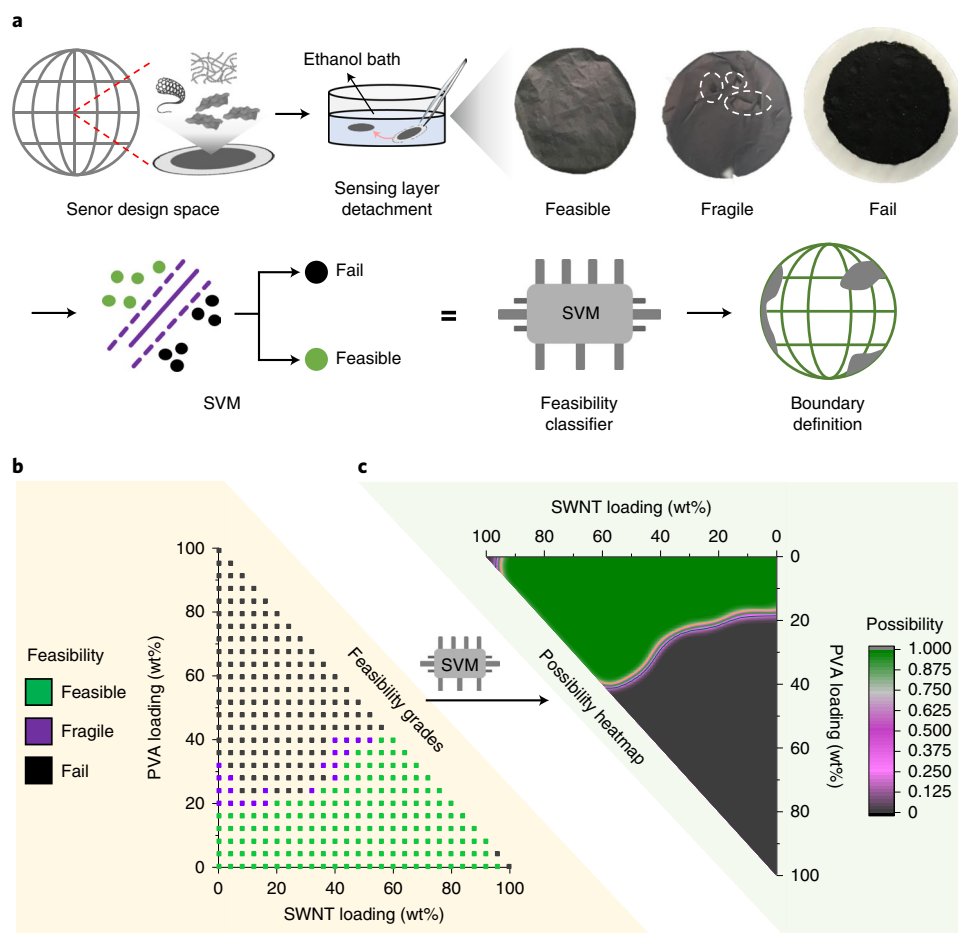 a
Ethanol bath
Senor design space
Sensing layer
detachment
Feasible
Fragile
Fail
Fail
Feasible
SVM
=
SVM
Feasibility
classifier
Boundary
definition
b
PVA loading (wt%)
100
80
60
40
20
0
0 20 40 60 80 100
SWNT loading (wt%)
Feasibility
Feasible
Fragile
Fail
Feasibility grades
SVM
c
SWNT loading (wt%)
100 80 60 40 20 0
0
20
40
60
80
100
PVA loading (wt%)
Possibility heatmap
Possibility
1.000
0.875
0.750
0.625
0.500
0.375
0.250
0.125
0